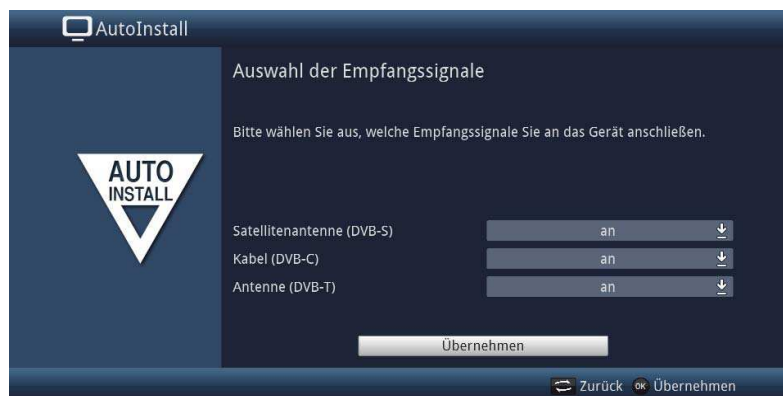 AutoInstall
Auswahl der Empfangssignale
Bitte wählen Sie aus, welche Empfangssignale Sie an das Gerät anschließen.
AUTO
INSTALL
Satellitenantenne (DVB-S) an
Kabel (DVB-C) an
Antenne (DVB-T) an
Übernehmen
Zurück OK Übernehmen